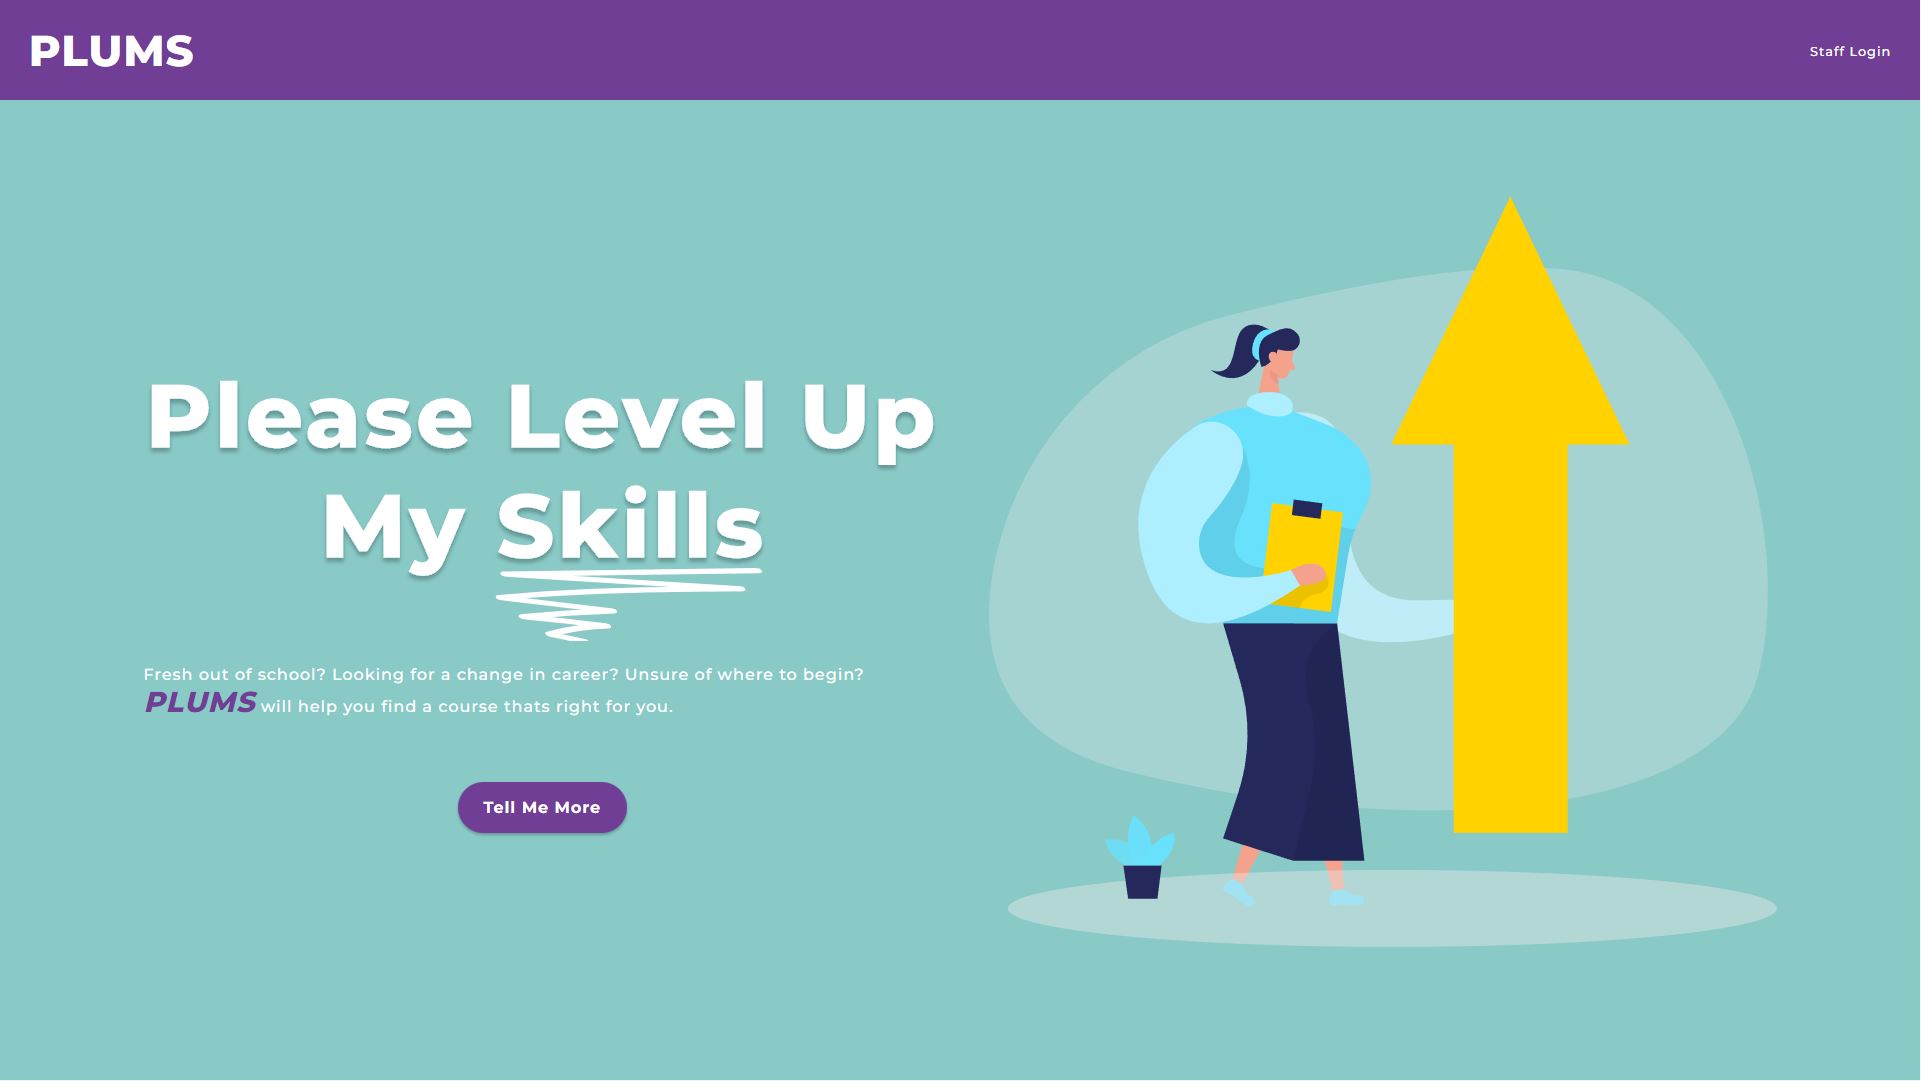 PLUMS
Staff Login
Please Level Up
My Skills
Fresh out of school? Looking for a change in career? Unsure of where to begin?
PLUMS will help you find a course thats right for you.
Tell Me More